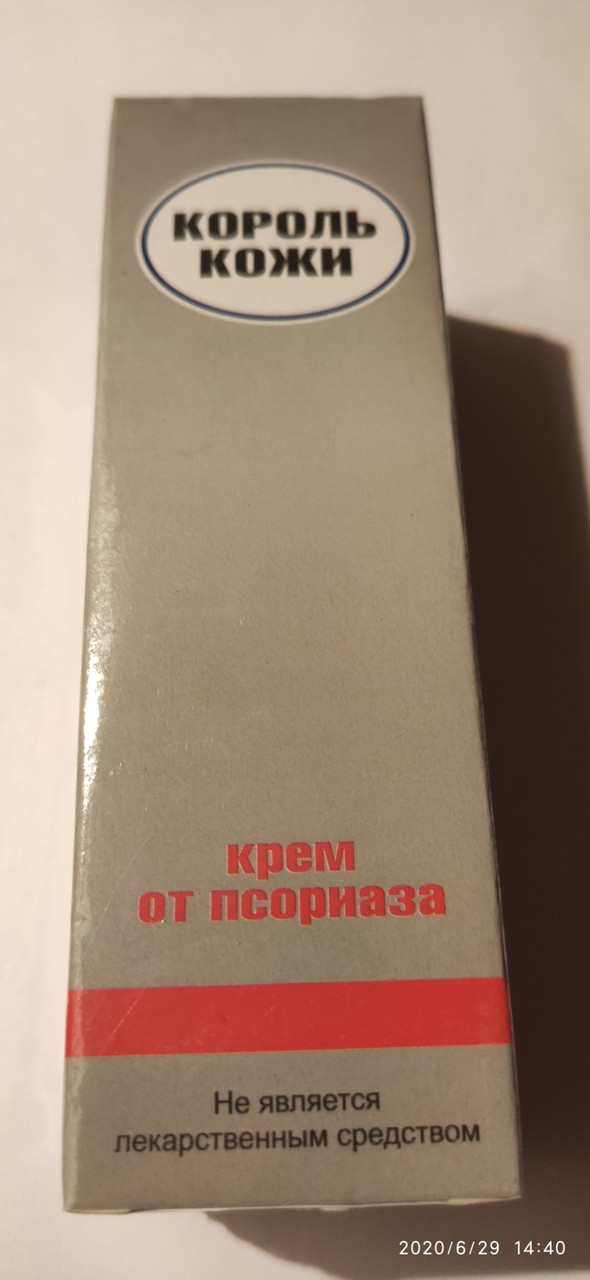 КОРОЛЬ
КОЖИ
крем
от псориаза
Не является
лекарственным средством
2020/6/29 14:40